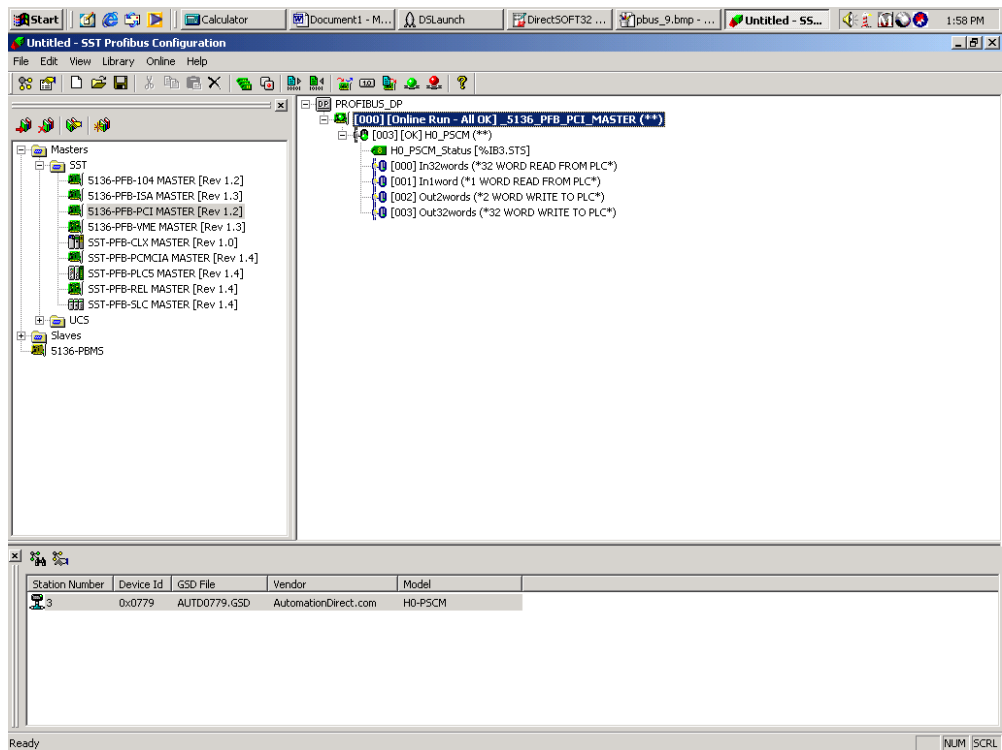 Start Calculator Document1 - M... DSLaunch DirectSOFT32 ... pbus_9.bmp - ... Untitled - SS... 1:58 PM
Untitled - SST Profibus Configuration
File Edit View Library Online Help
Masters
SST
5136-PFB-104 MASTER [Rev 1.2]
5136-PFB-ISA MASTER [Rev 1.3]
5136-PFB-PCI MASTER [Rev 1.2]
5136-PFB-VME MASTER [Rev 1.3]
SST-PFB-CLX MASTER [Rev 1.0]
SST-PFB-PCMCIA MASTER [Rev 1.4]
SST-PFB-PLC5 MASTER [Rev 1.4]
SST-PFB-REL MASTER [Rev 1.4]
SST-PFB-SLC MASTER [Rev 1.4]
UCS
Slaves
5136-PBMS
DP PROFIBUS_DP
[000] [Online Run - All OK] _5136_PFB_PCI_MASTER (**)
[003] [OK] H0_PSCM (**)
H0_PSCM_Status [%IB3.STS]
[000] In32words (*32 WORD READ FROM PLC*)
[001] In1word (*1 WORD READ FROM PLC*)
[002] Out2words (*2 WORD WRITE TO PLC*)
[003] Out32words (*32 WORD WRITE TO PLC*)
Station Number Device Id GSD File Vendor Model
3 0x0779 AUTD0779.GSD AutomationDirect.com H0-PSCM
Ready NUM SCRL